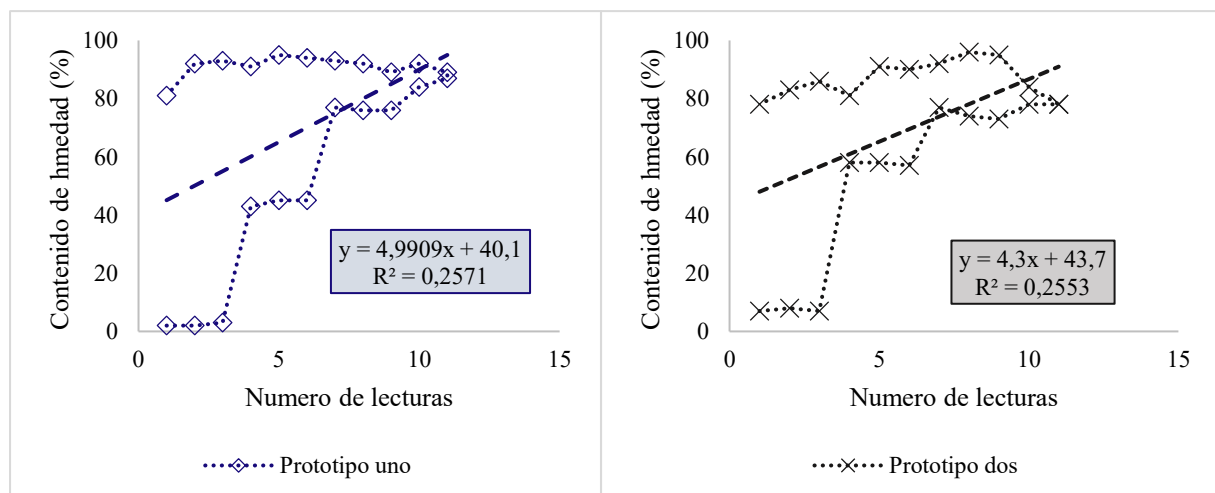 100
80
60
40
20
0
Contenido de hmedad (%)
y = 4,9909x + 40,1
R² = 0,2571
0 5 10 15
Numero de lecturas
Prototipo uno
100
80
60
40
20
0
Contenido de hmedad (%)
y = 4,3x + 43,7
R² = 0,2553
0 5 10 15
Numero de lecturas
Prototipo dos